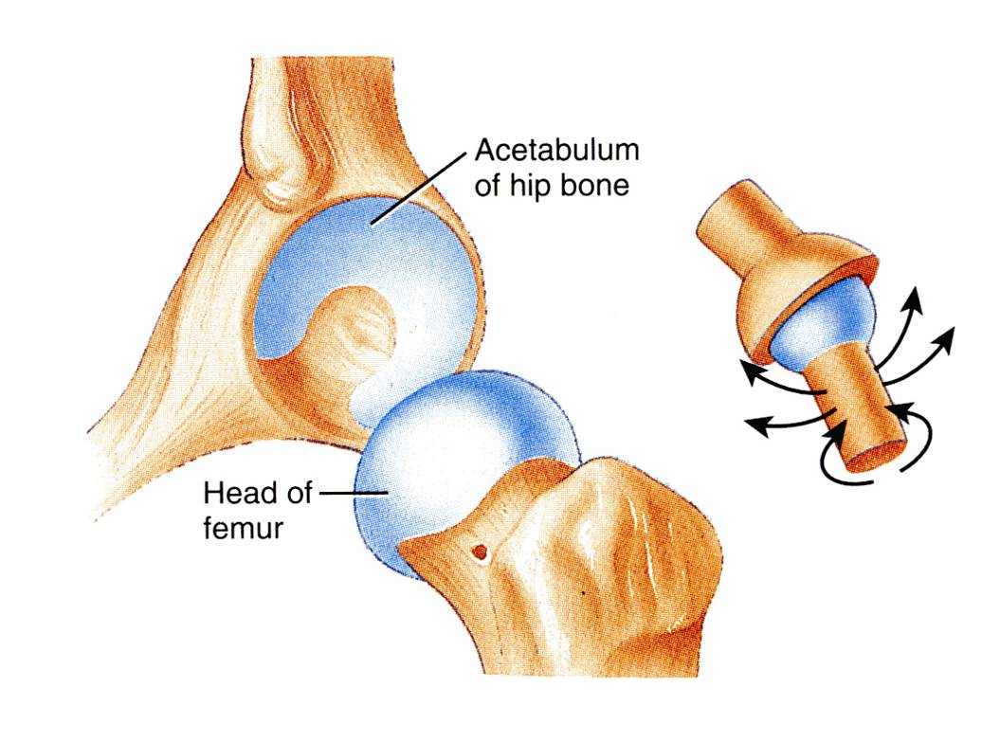 Acetabulum
of hip bone
Head of
femur